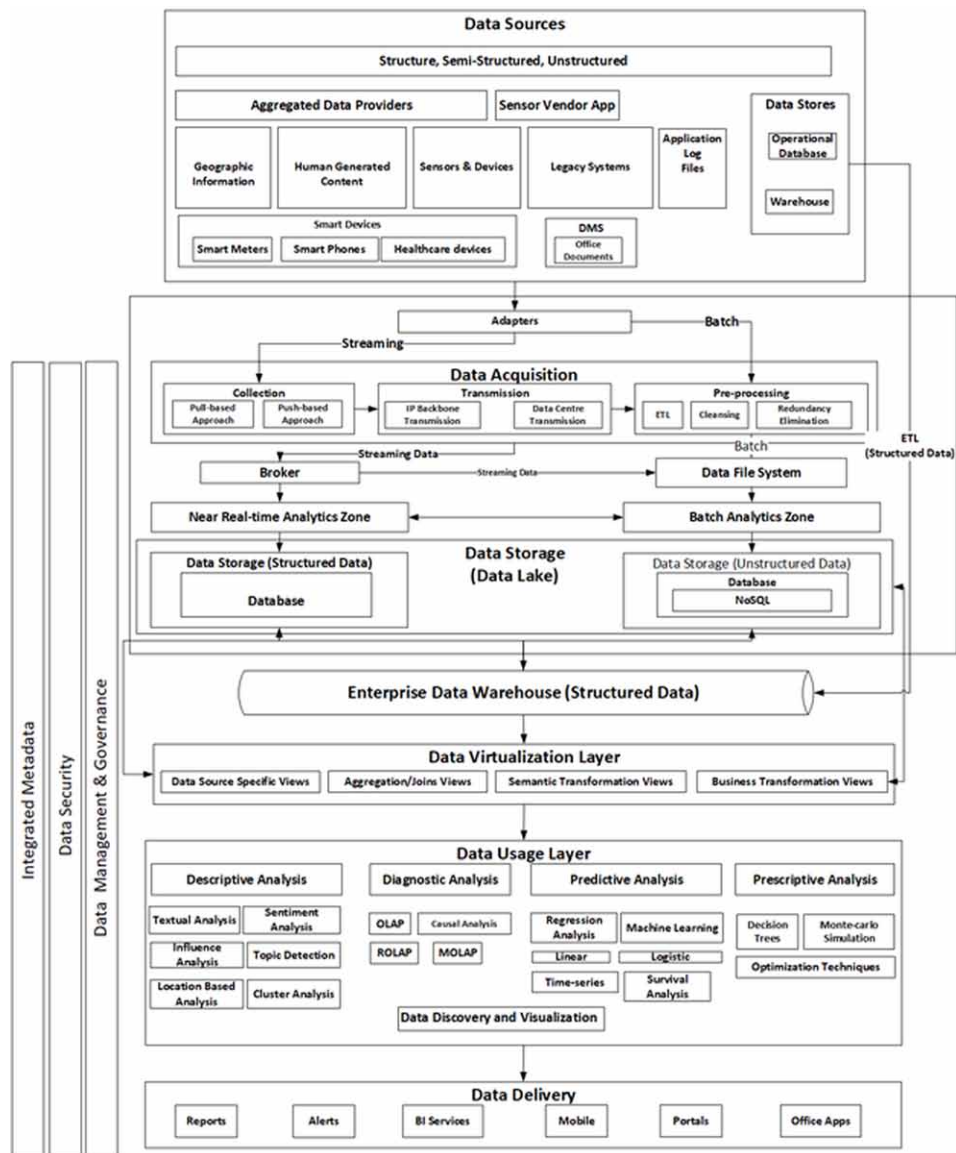 Data Sources
Structure, Semi-Structured, Unstructured
Aggregated Data Providers
Sensor Vendor App
Data Stores
Operational
Database
Warehouse
Geographic
Information
Human Generated
Content
Sensors & Devices
Legacy Systems
Application
Log
Files
Smart Devices
Smart Meters
Smart Phones
Healthcare devices
DMS
Office
Documents
Adapters
Batch
Streaming
Data Acquisition
Collection
Pull-based
Approach
Push-based
Approach
Transmission
IP Backbone
Transmission
Data Centre
Transmission
Pre-processing
ETL
Cleansing
Redundancy
Elimination
ETL
(Structured Data)
Streaming Data
Batch
Broker
Streaming Data
Data File System
Near Real-time Analytics Zone
Batch Analytics Zone
Data Storage
(Data Lake)
Data Storage (Structured Data)
Database
Data Storage (Unstructured Data)
Database
NoSQL
Enterprise Data Warehouse (Structured Data)
Data Virtualization Layer
Data Source Specific Views
Aggregation/Joins Views
Semantic Transformation Views
Business Transformation Views
Integrated Metadata
Data Security
Data Management & Governance
Data Usage Layer
Descriptive Analysis
Diagnostic Analysis
Predictive Analysis
Prescriptive Analysis
Textual Analysis
Sentiment
Analysis
Influence
Analysis
Topic Detection
Location Based
Analysis
Cluster Analysis
OLAP
Causal Analysis
ROLAP
MOLAP
Regression
Analysis
Machine Learning
Linear
Logistic
Time-series
Survival
Analysis
Decision
Trees
Monte-carlo
Simulation
Optimization Techniques
Data Discovery and Visualization
Data Delivery
Reports
Alerts
BI Services
Mobile
Portals
Office Apps